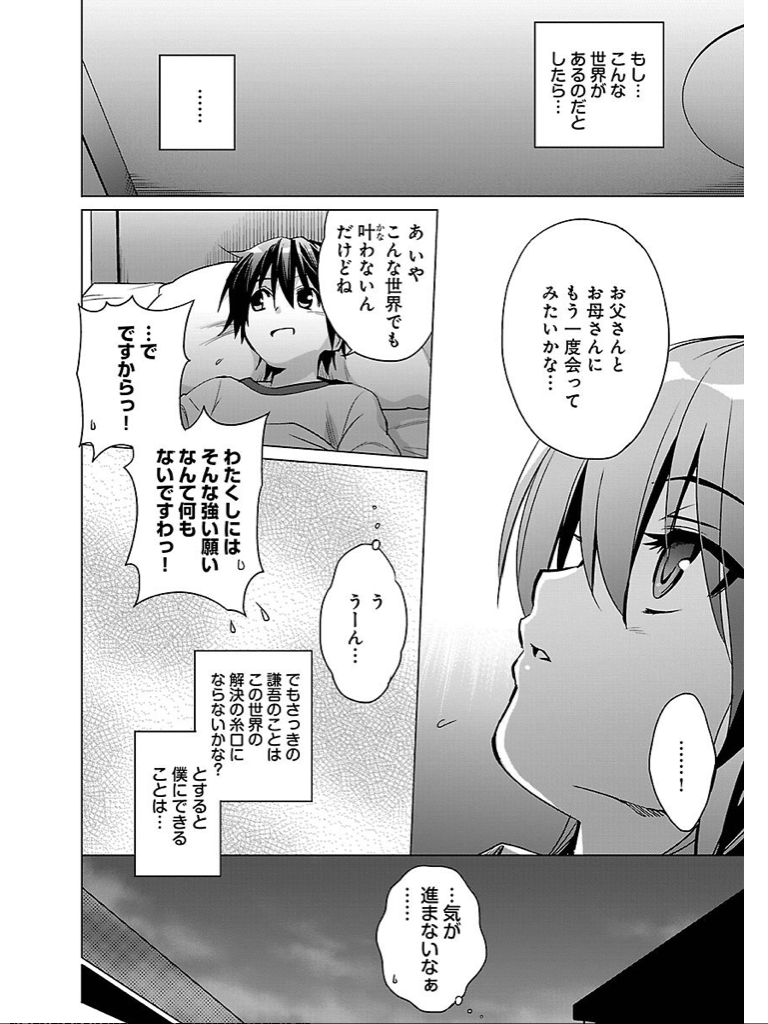 もし…
こんな
世界が
あるのだと
したら…
……
お父さんと
お母さんに
もう一度会って
みたいかな…
……！
あ いや
こんな世界でも
叶わないん
かな
だけどね
…で
ですからっ！
わたくしには
そんな強い願い
なんて何も
ないですわっ！
う
うーん…
でもさっきの
謙吾のことは
この世界の
解決の糸口に
ならないかな？
とすると
僕にできる
ことは…
…気が
進まないなぁ
……